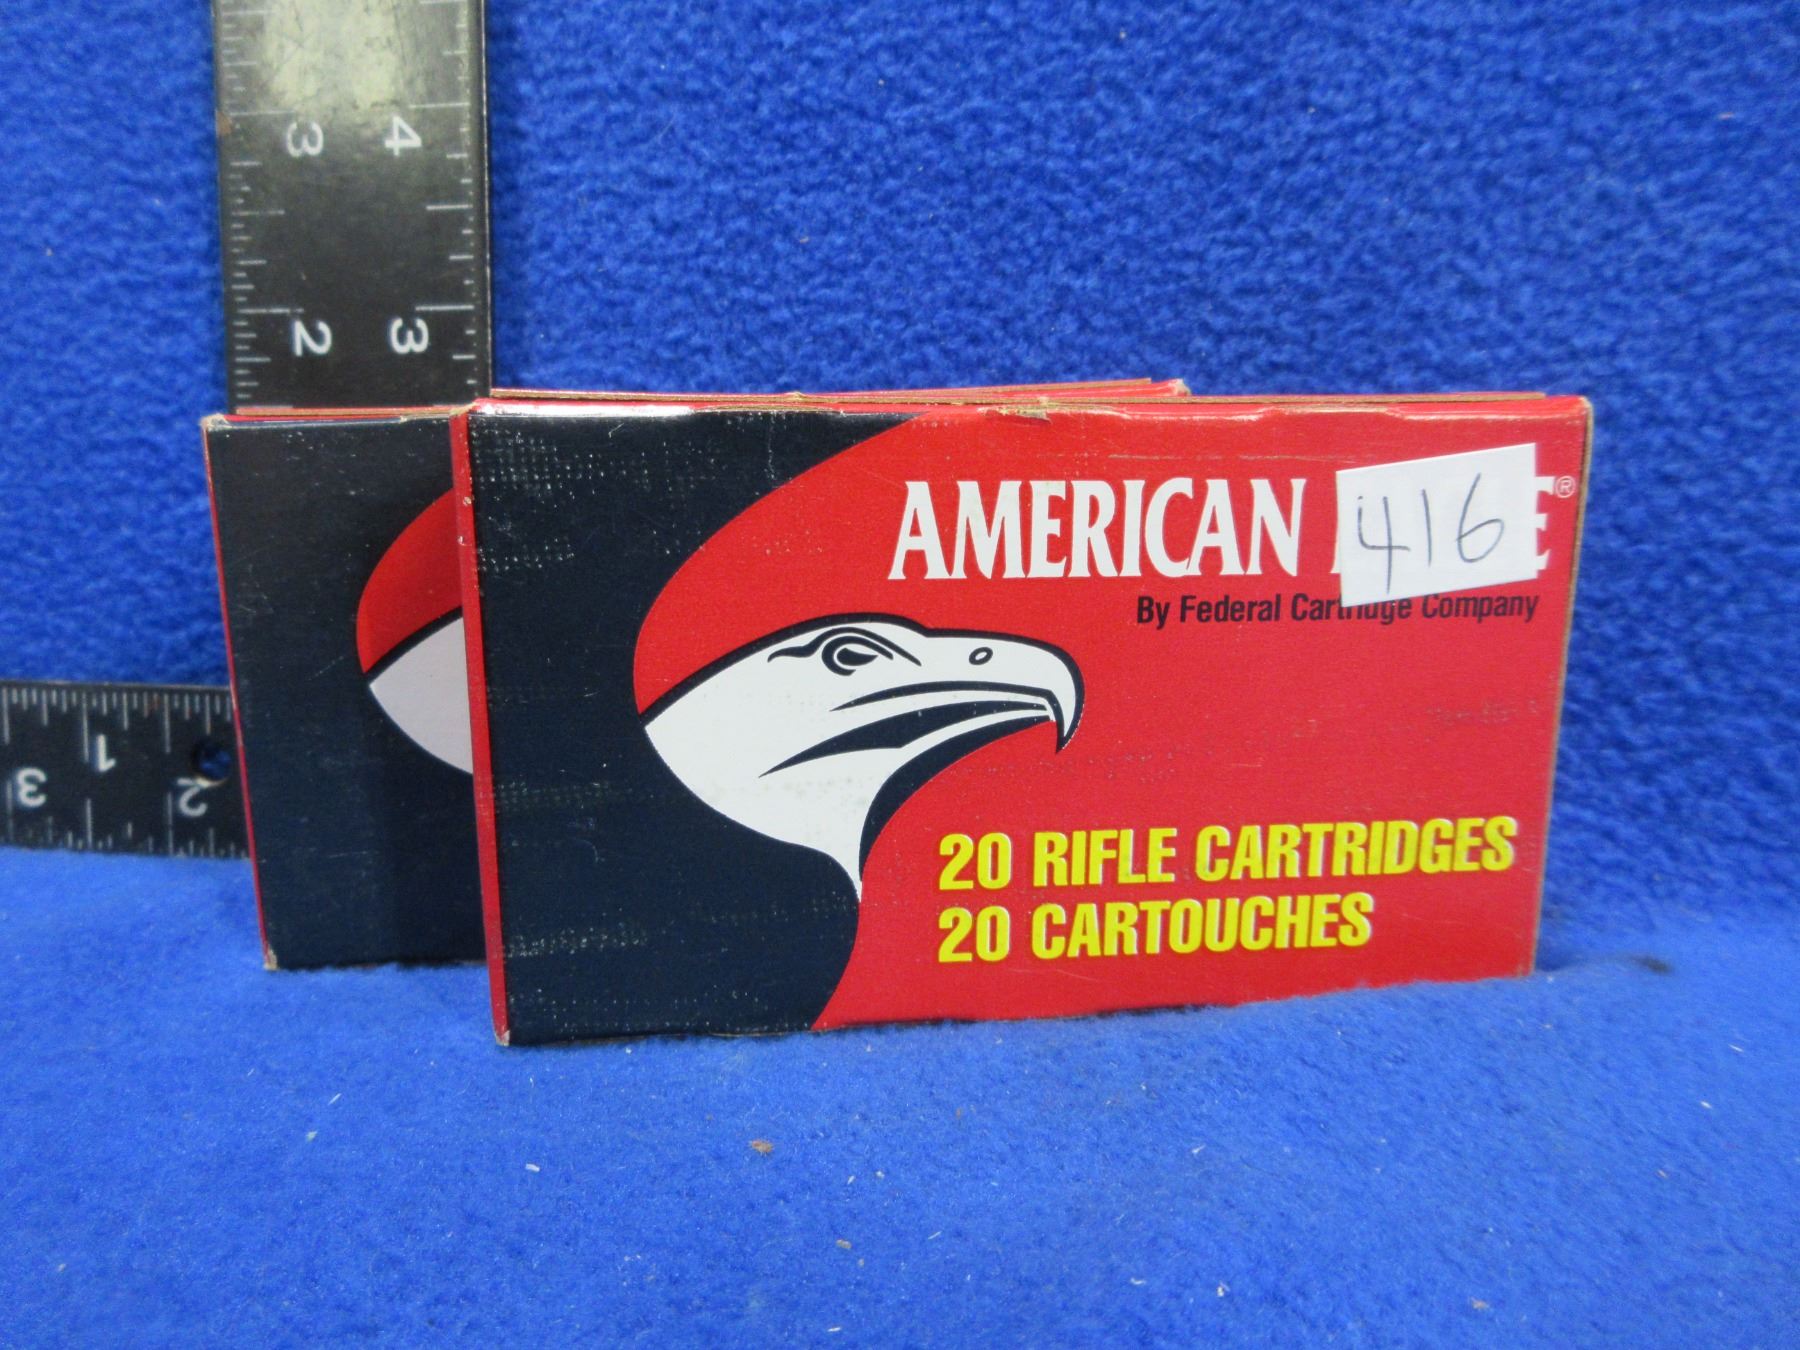 4
3
3
2
AMERICAN
416
®
By Federal Cartridge Company
1
2
3
20 RIFLE CARTRIDGES
20 CARTOUCHES